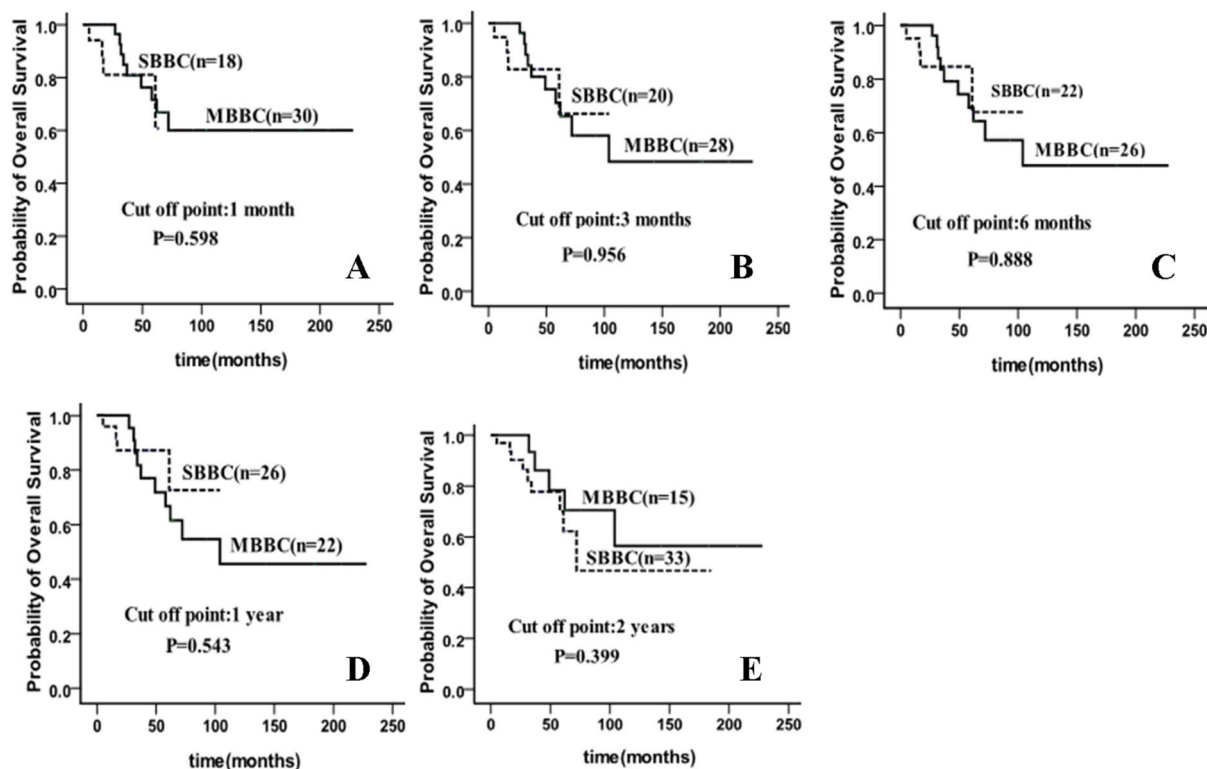 Probability of Overall Survival
1.0
0.8
0.6
0.4
0.2
0.0
SBBC(n=18)
MBBC(n=30)
Cut off point:1 month
P=0.598
A
0 50 100 150 200 250
time(months)
Probability of Overall Survival
1.0
0.8
0.6
0.4
0.2
0.0
SBBC(n=20)
MBBC(n=28)
Cut off point:3 months
P=0.956
B
0 50 100 150 200 250
time(months)
Probability of Overall Survival
1.0
0.8
0.6
0.4
0.2
0.0
SBBC(n=22)
MBBC(n=26)
Cut off point:6 months
P=0.888
C
0 50 100 150 200 250
time(months)
Probability of Overall Survival
1.0
0.8
0.6
0.4
0.2
0.0
SBBC(n=26)
MBBC(n=22)
Cut off point:1 year
P=0.543
D
0 50 100 150 200 250
time(months)
Probability of Overall Survival
1.0
0.8
0.6
0.4
0.2
0.0
MBBC(n=15)
SBBC(n=33)
Cut off point:2 years
P=0.399
E
0 50 100 150 200 250
time(months)